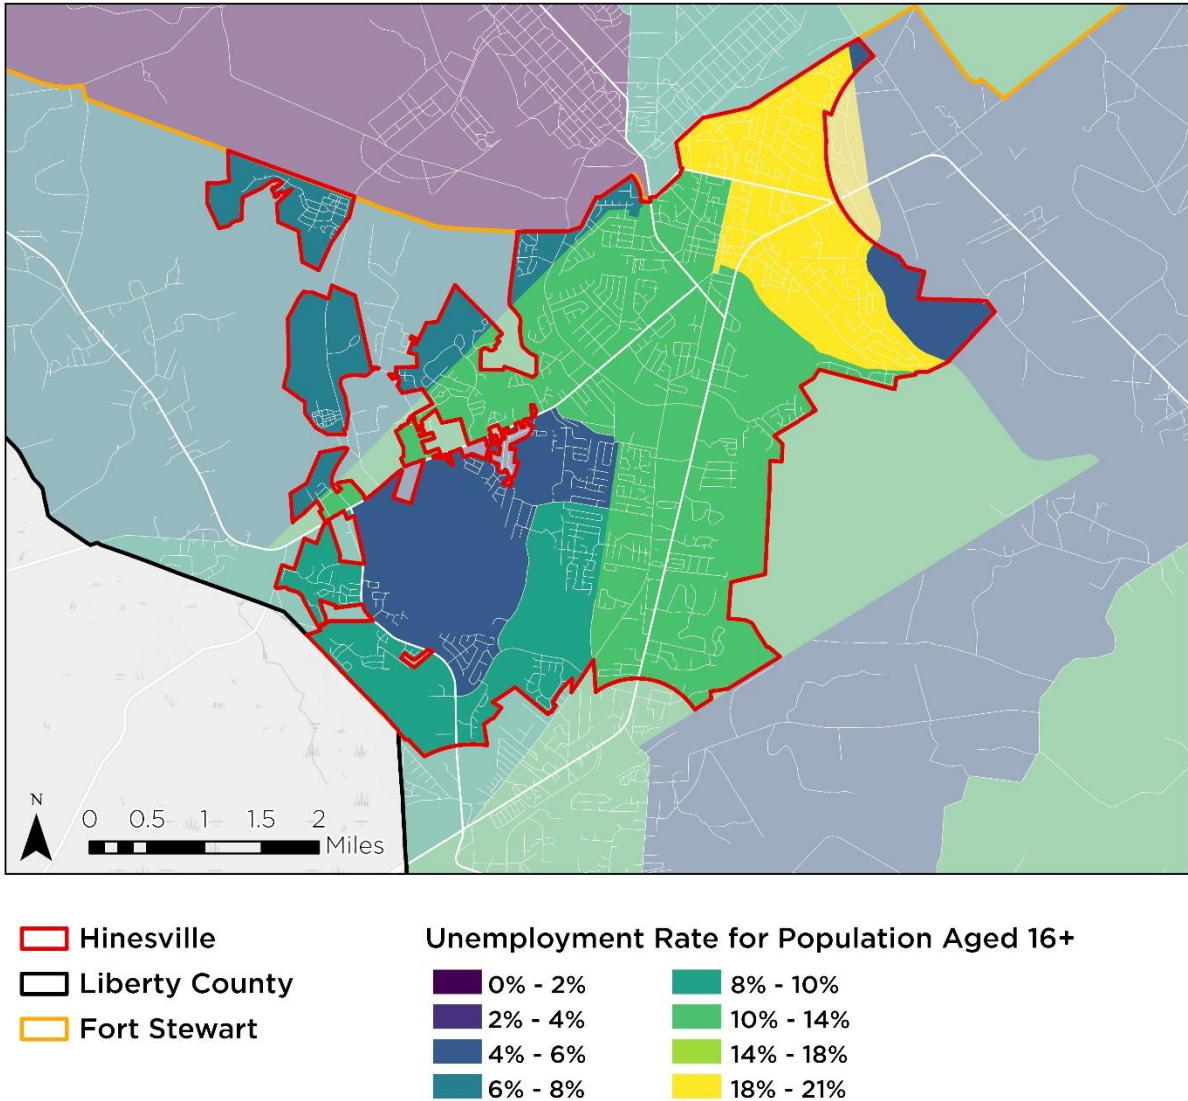 N
0 0.5 1 1.5 2
Miles
Hinesville
Liberty County
Fort Stewart
Unemployment Rate for Population Aged 16+
0% - 2%
2% - 4%
4% - 6%
6% - 8%
8% - 10%
10% - 14%
14% - 18%
18% - 21%